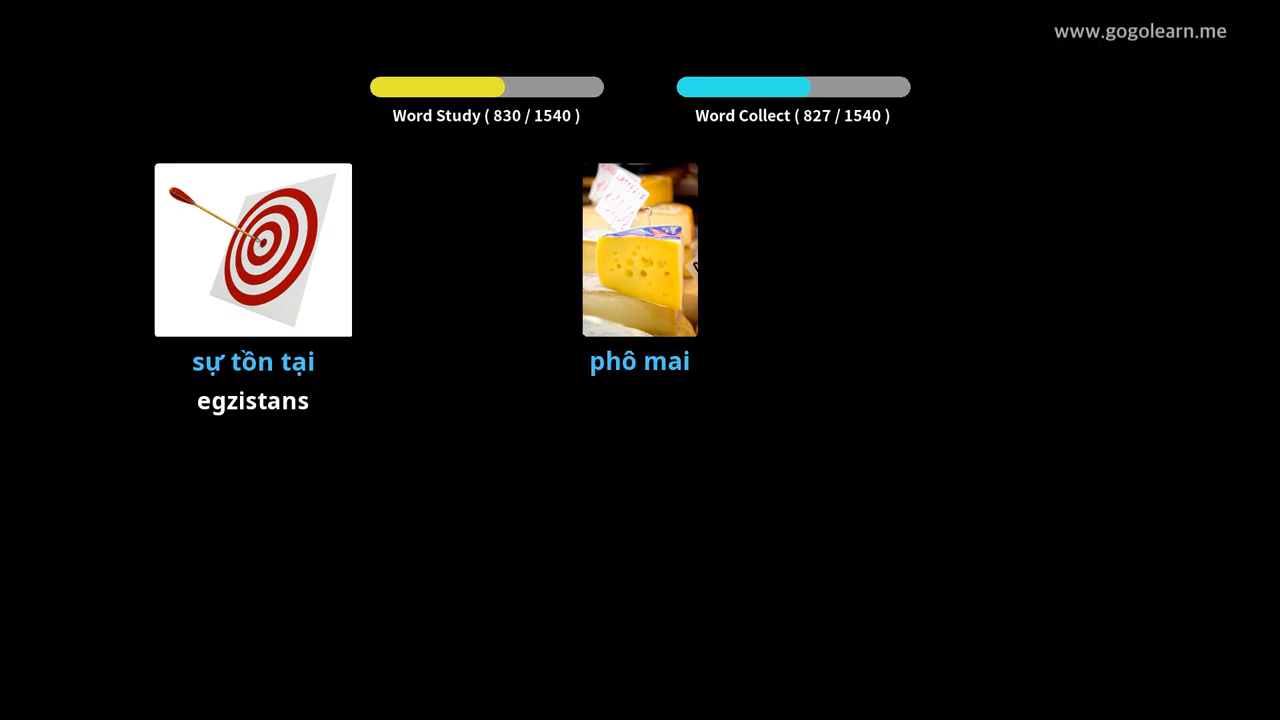 www.gogolearn.me
Word Study ( 830 / 1540 )
Word Collect ( 827 / 1540 )
sự tồn tại
egzistans
phô mai